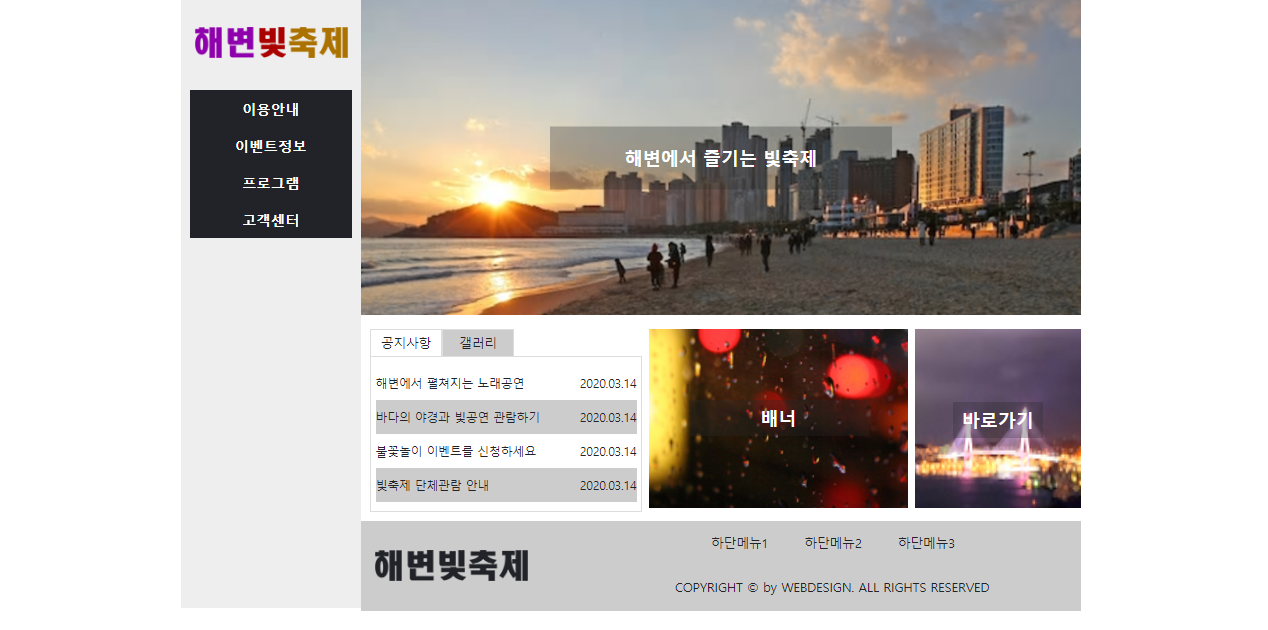 해변빛축제
이용안내
이벤트정보
프로그램
고객센터
해변에서 즐기는 빛축제
공지사항 갤러리
해변에서 펼쳐지는 노래공연 2020.03.14
바다의 야경과 빛공연 관람하기 2020.03.14
불꽃놀이 이벤트를 신청하세요 2020.03.14
빛축제 단체관람 안내 2020.03.14
배너
바로가기
해변빛축제
하단메뉴1 하단메뉴2 하단메뉴3
COPYRIGHT © by WEBDESIGN. ALL RIGHTS RESERVED